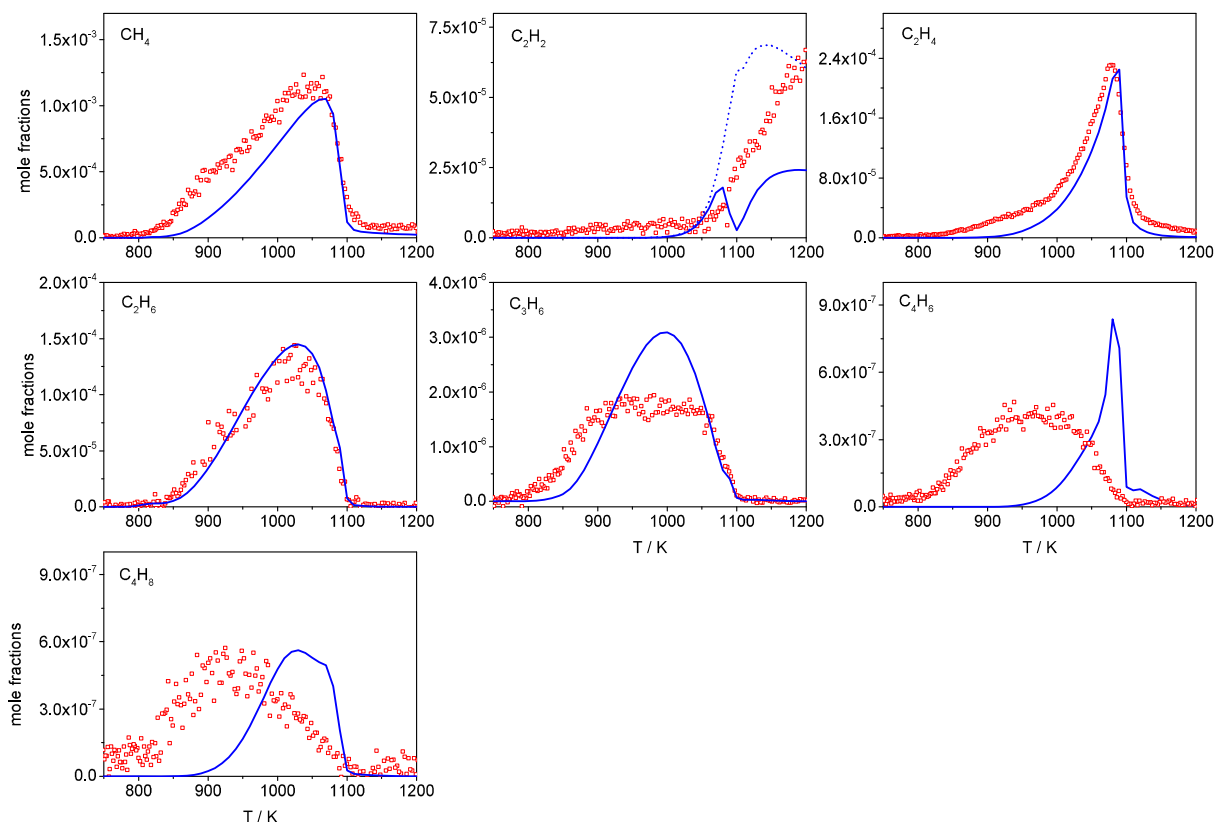 CH4
1.5x10-3
1.0x10-3
5.0x10-4
0.0
mole fractions
800 900 1000 1100 1200
C2H2
7.5x10-5
5.0x10-5
2.5x10-5
0.0
800 900 1000 1100 1200
C2H4
2.4x10-4
1.6x10-4
8.0x10-5
0.0
800 900 1000 1100 1200
C2H6
2.0x10-4
1.5x10-4
1.0x10-4
5.0x10-5
0.0
mole fractions
800 900 1000 1100 1200
C3H6
4.0x10-6
3.0x10-6
2.0x10-6
1.0x10-6
0.0
800 900 1000 1100 1200
T / K
C4H6
9.0x10-7
6.0x10-7
3.0x10-7
0.0
800 900 1000 1100 1200
T / K
C4H8
9.0x10-7
6.0x10-7
3.0x10-7
0.0
mole fractions
800 900 1000 1100 1200
T / K